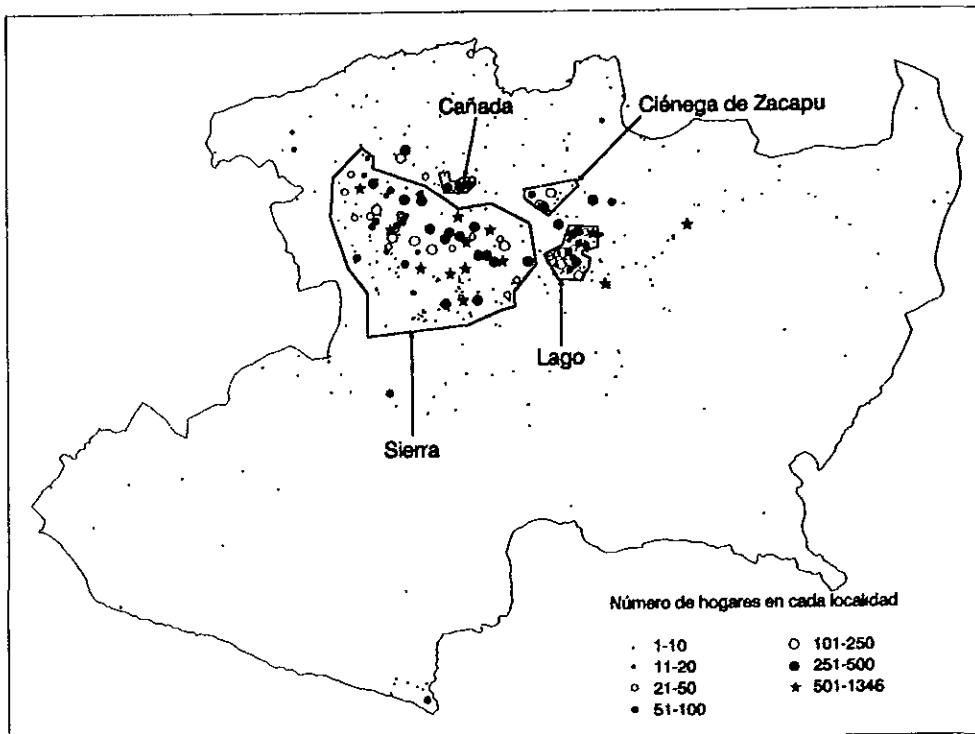 Cañada
Ciénega de Zacapu
Lago
Sierra
Número de hogares en cada localidad
1-10
11-20
21-50
51-100
101-250
251-500
501-1346